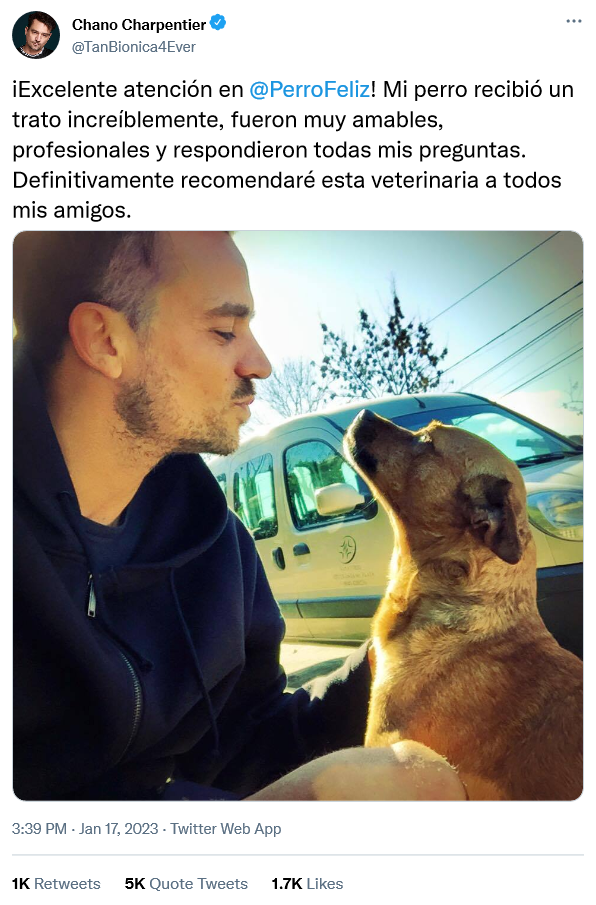 Chano Charpentier
@TanBionica4Ever
¡Excelente atención en @PerroFeliz! Mi perro recibió un
trato increíblemente, fueron muy amables,
profesionales y respondieron todas mis preguntas.
Definitivamente recomendaré esta veterinaria a todos
mis amigos.
3:39 PM · Jan 17, 2023 · Twitter Web App
1K Retweets 5K Quote Tweets 1.7K Likes